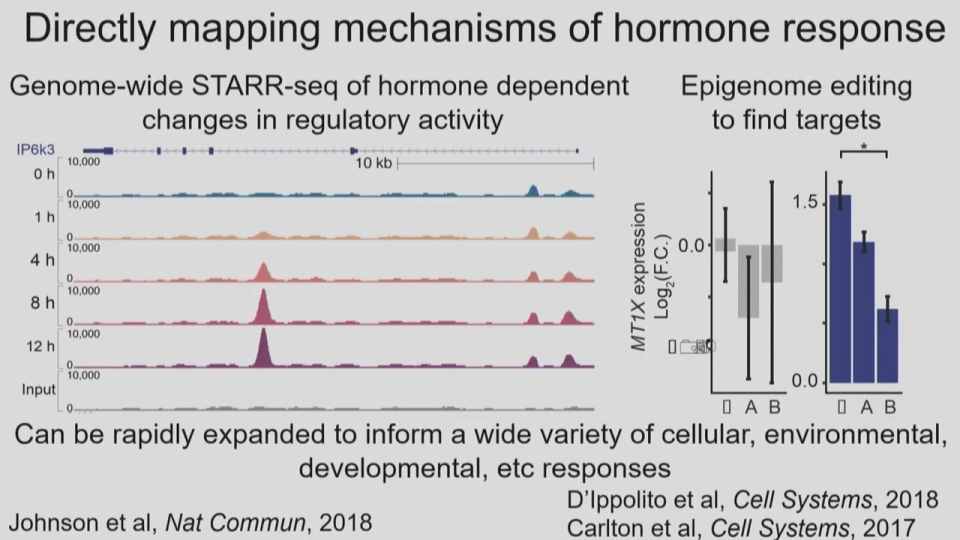 Directly mapping mechanisms of hormone response
Genome-wide STARR-seq of hormone dependent
changes in regulatory activity
IP6k3
10 kb
0 h
10,000
0
1 h
10,000
0
4 h
10,000
0
8 h
10,000
0
12 h
10,000
0
Input
10,000
0
Epigenome editing
to find targets
*
MT1X expression
Log2(F.C.)
0.0
A B
1.5
0.0
A B
Can be rapidly expanded to inform a wide variety of cellular, environmental,
developmental, etc responses
Johnson et al, Nat Commun, 2018
D'Ippolito et al, Cell Systems, 2018
Carlton et al, Cell Systems, 2017